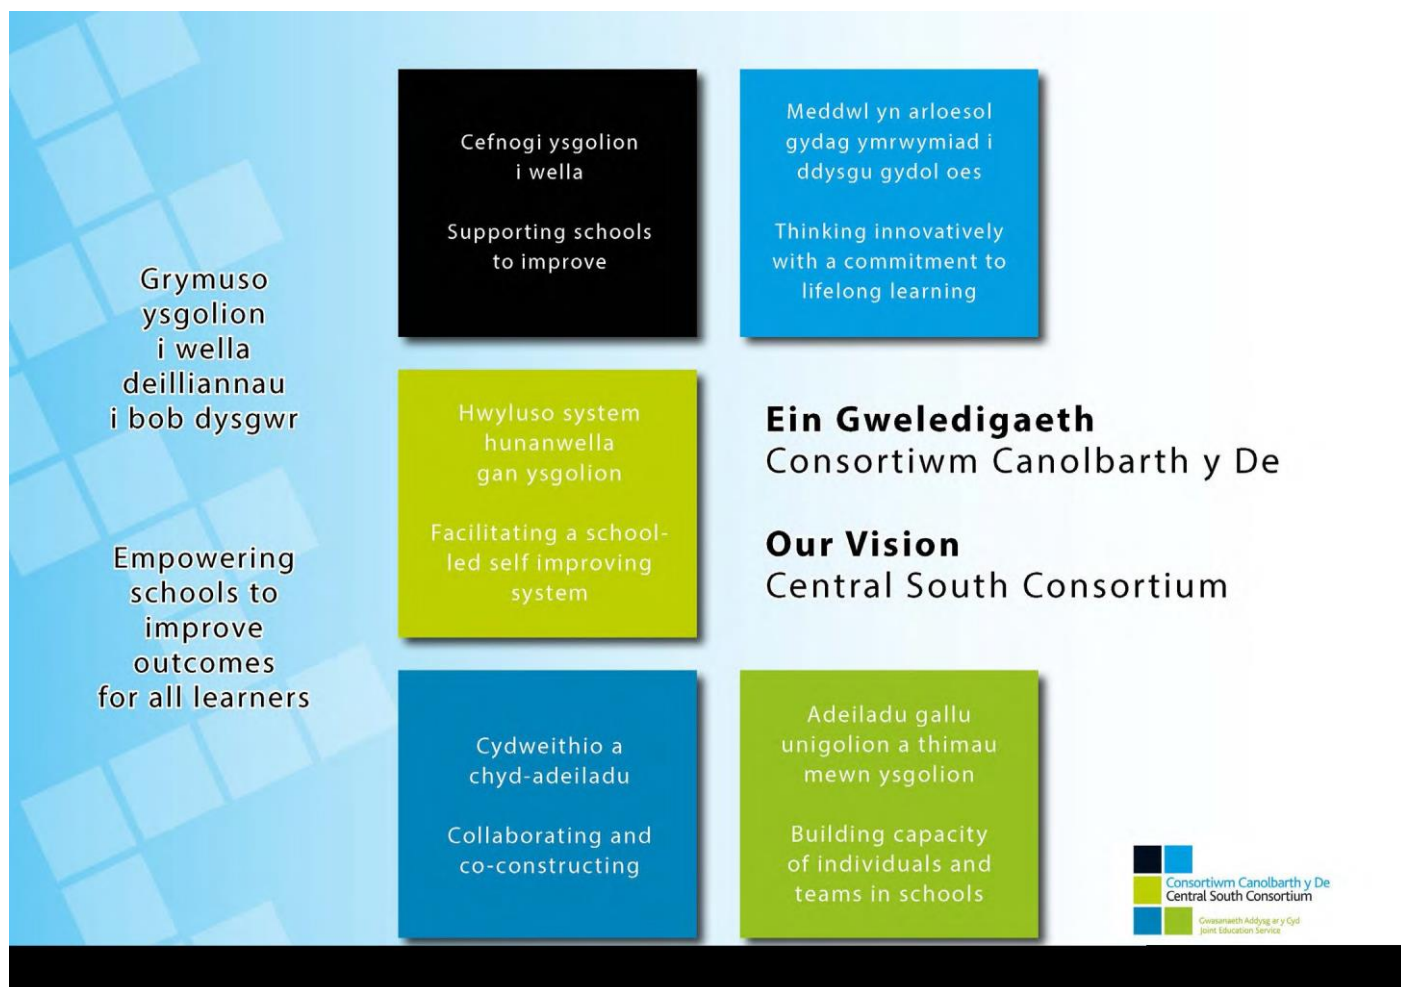 Grymuso
ysgolion
i wella
deilliannau
i bob dysgwr
Empowering
schools to
improve
outcomes
for all learners
Cefnogi ysgolion
i wella
Supporting schools
to improve
Meddwl yn arloesol
gydag ymrwymiad i
ddysgu gydol oes
Thinking innovatively
with a commitment to
lifelong learning
Hwyluso system
hunanwella
gan ysgolion
Facilitating a school-
led self improving
system
Ein Gweledigaeth
Consortiwm Canolbarth y De
Our Vision
Central South Consortium
Cydweithio a
chyd-adeiladu
Collaborating and
co-constructing
Adeiladu gallu
unigolion a thimau
mewn ysgolion
Building capacity
of individuals and
teams in schools
Consortiwm Canolbarth y De
Central South Consortium
Gwasanaeth Addysg ar y Cyd
Joint Education Service